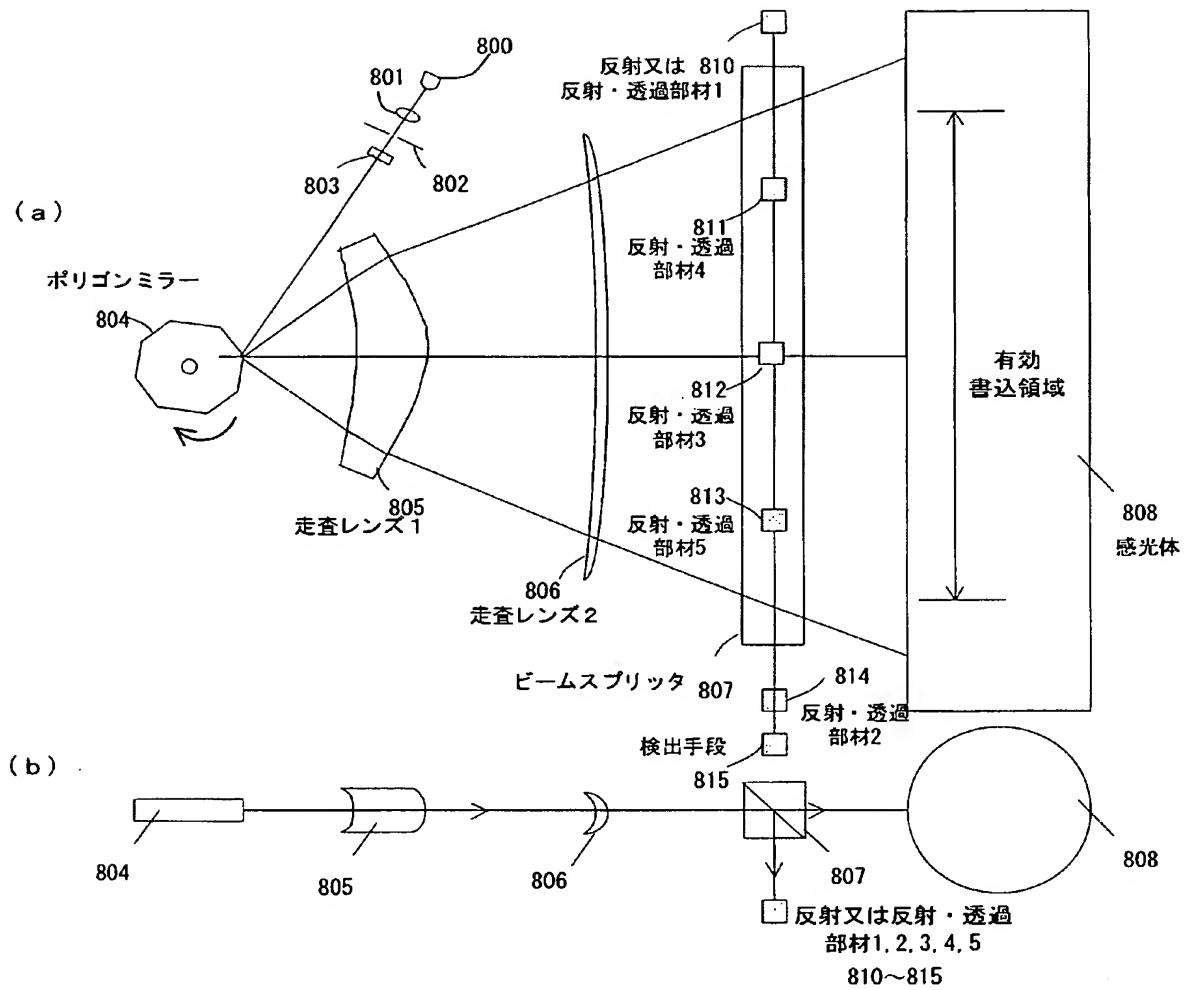 800
801
反射又は 810
反射・透過部材1
802
803
(a)
811
反射・透過
部材4
ポリゴンミラー
804
有効
書込領域
812
反射・透過
部材3
813
反射・透過
部材5
805
走査レンズ1
808
感光体
806
走査レンズ2
ビームスプリッタ 807
814
反射・透過
部材2
検出手段
815
(b)
804
805
806
807
808
反射又は反射・透過
部材1,2,3,4,5
810～815